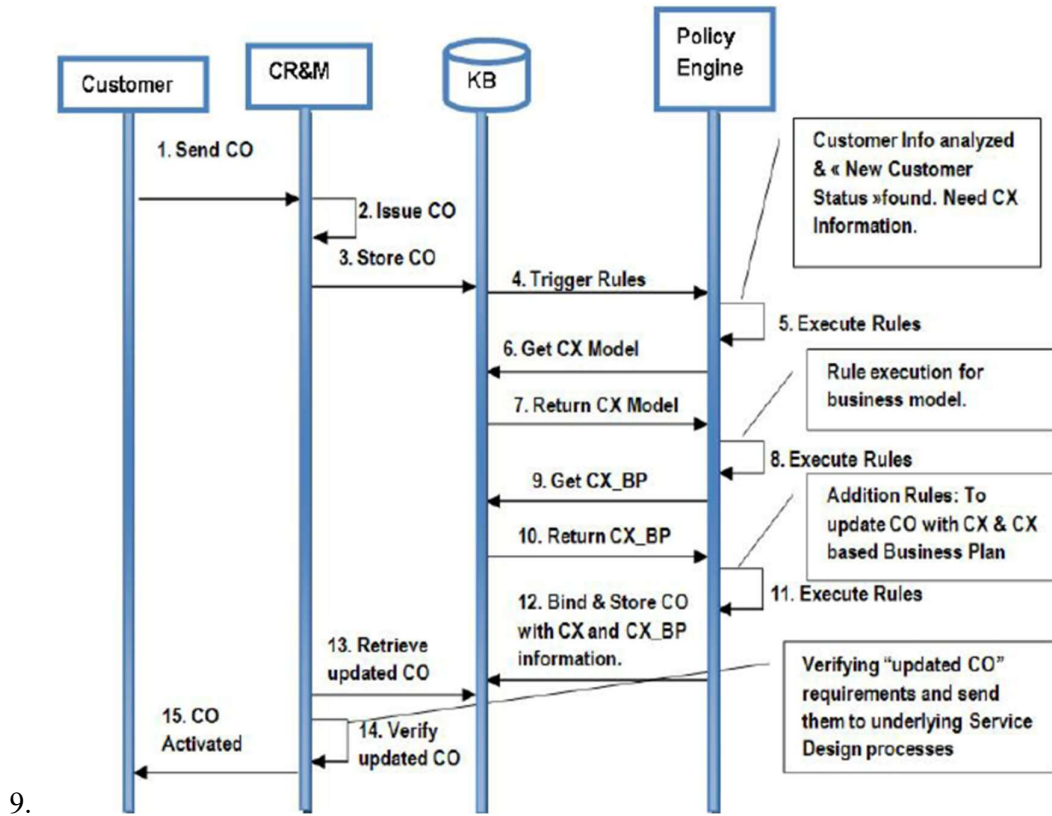 Customer
CR&M
KB
Policy
Engine
1. Send CO
Customer Info analyzed
& « New Customer
Status »found. Need CX
Information.
2. Issue CO
3. Store CO
4. Trigger Rules
5. Execute Rules
6. Get CX Model
Rule execution for
business model.
7. Return CX Model
8. Execute Rules
9. Get CX_BP
Addition Rules: To
update CO with CX & CX
based Business Plan
10. Return CX_BP
11. Execute Rules
12. Bind & Store CO
with CX and CX_BP
information.
13. Retrieve
updated CO
Verifying “updated CO”
requirements and send
them to underlying Service
Design processes
14. Verify
updated CO
15. CO
Activated
9.